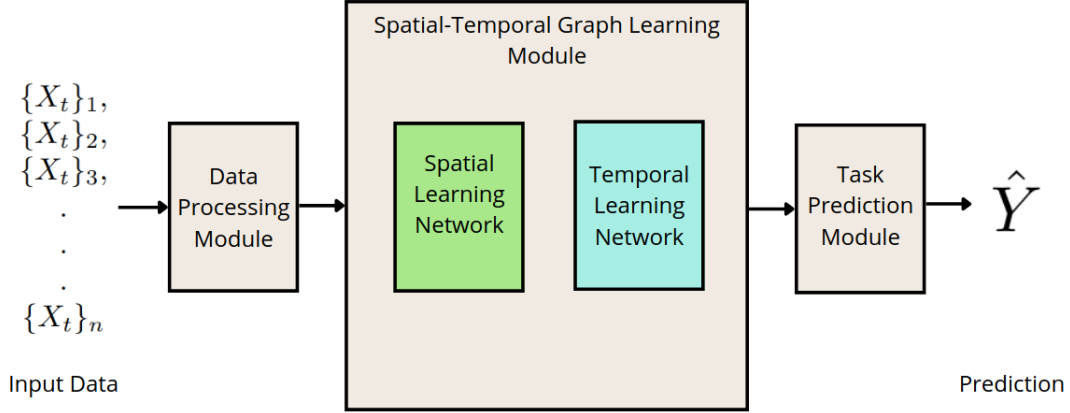 Spatial-Temporal Graph Learning
Module
{X_t}_1,
{X_t}_2,
{X_t}_3,
.
.
.
{X_t}_n
Input Data
Data
Processing
Module
Spatial
Learning
Network
Temporal
Learning
Network
Task
Prediction
Module
Ŷ
Prediction